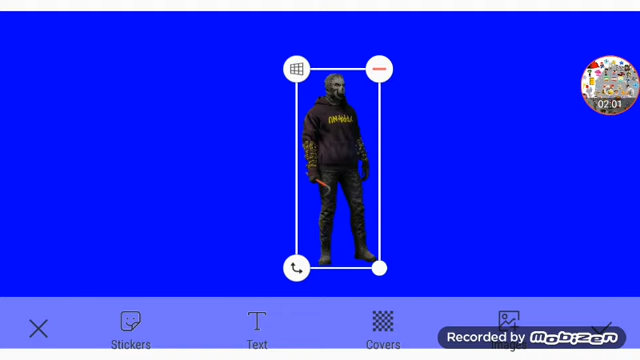 02:01
Stickers
Text
Covers
Images
Recorded by mobizen